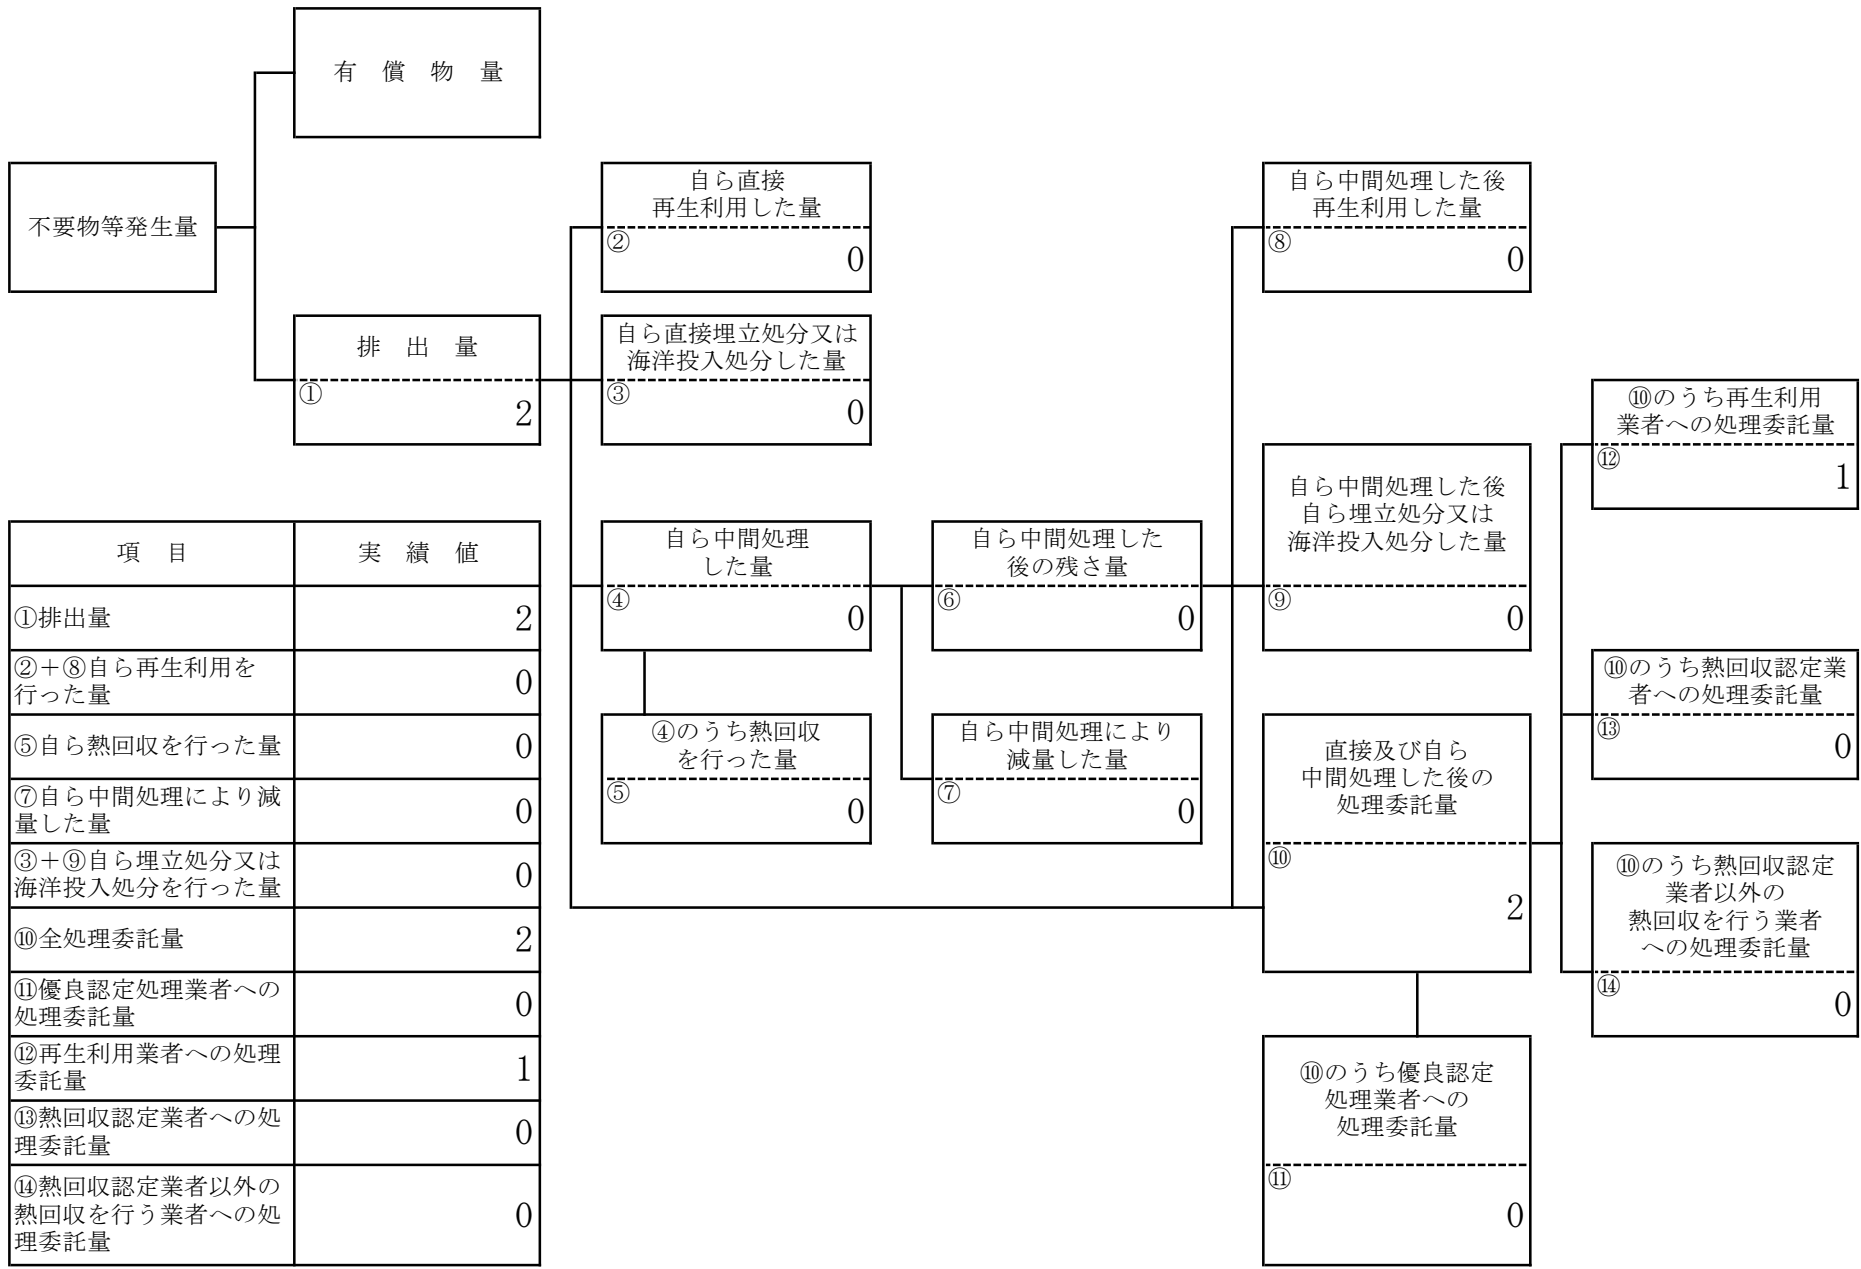 有償物量
不要物等発生量
排出量
①
2
自ら直接
再生利用した量
②
0
自ら直接埋立処分又は
海洋投入処分した量
③
0
自ら中間処理
した量
④
0
④のうち熱回収
を行った量
⑤
0
自ら中間処理した
後の残さ量
⑥
0
自ら中間処理により
減量した量
⑦
0
自ら中間処理した後
再生利用した量
⑧
0
自ら中間処理した後
自ら埋立処分又は
海洋投入処分した量
⑨
0
直接及び自ら
中間処理した後の
処理委託量
⑩
2
⑩のうち優良認定
処理業者への
処理委託量
⑪
0
⑩のうち再生利用
業者への処理委託量
⑫
1
⑩のうち熱回収認定業
者への処理委託量
⑬
0
⑩のうち熱回収認定
業者以外の
熱回収を行う業者
への処理委託量
⑭
0
項目 実績値
①排出量 2
②+⑧自ら再生利用を
行った量 0
⑤自ら熱回収を行った量 0
⑦自ら中間処理により減
量した量 0
③+⑨自ら埋立処分又は
海洋投入処分を行った量 0
⑩全処理委託量 2
⑪優良認定処理業者への
処理委託量 0
⑫再生利用業者への処理
委託量 1
⑬熱回収認定業者への処
理委託量 0
⑭熱回収認定業者以外の
熱回収を行う業者への処
理委託量 0